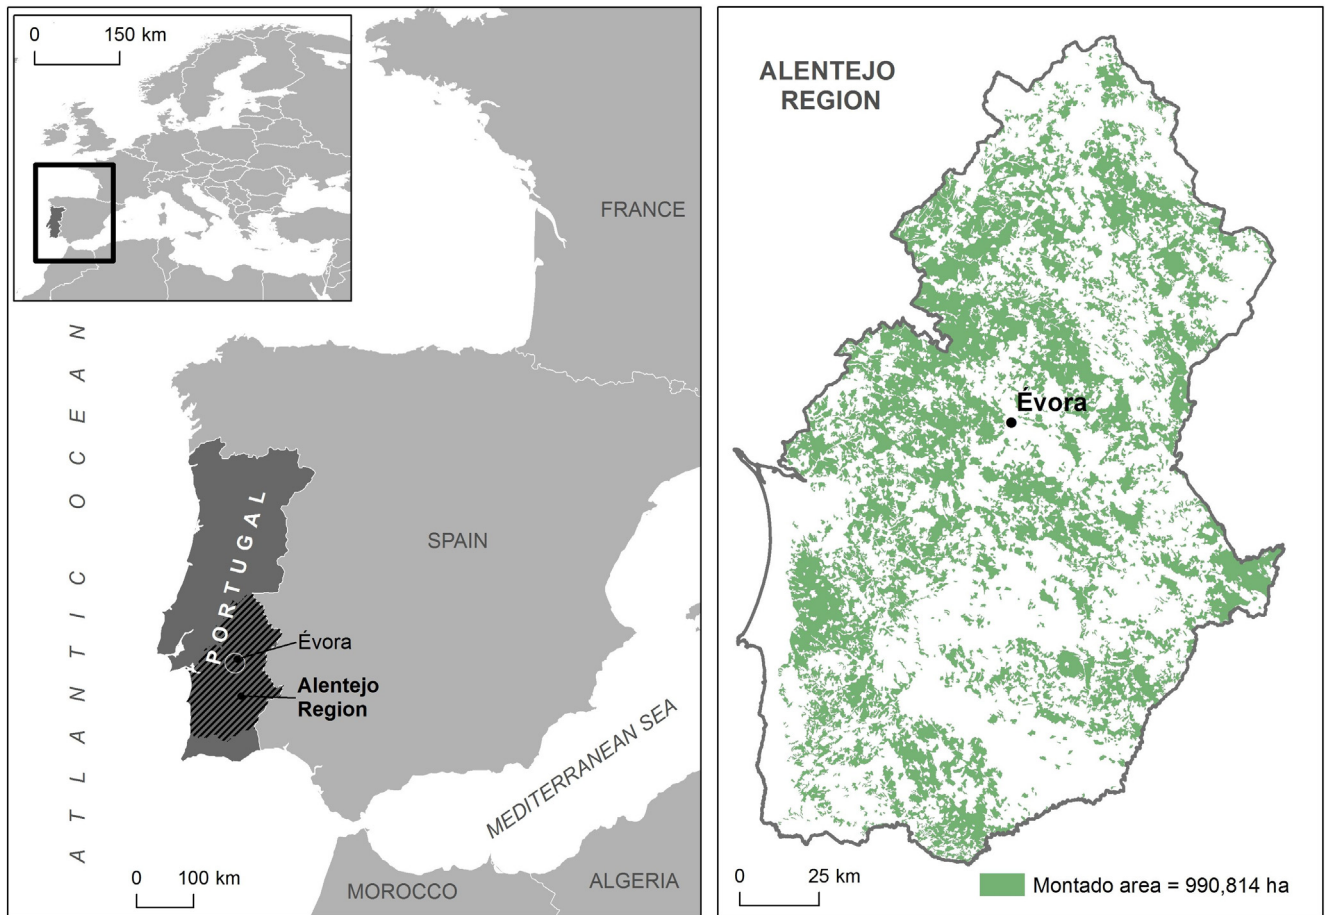 0 150 km
FRANCE
ATLANTIC OCEAN
PORTUGAL
SPAIN
Évora
Alentejo
Region
MEDITERRANEAN SEA
0 100 km
MOROCCO
ALGERIA
ALENTEJO
REGION
Évora
0 25 km
Montado area = 990,814 ha